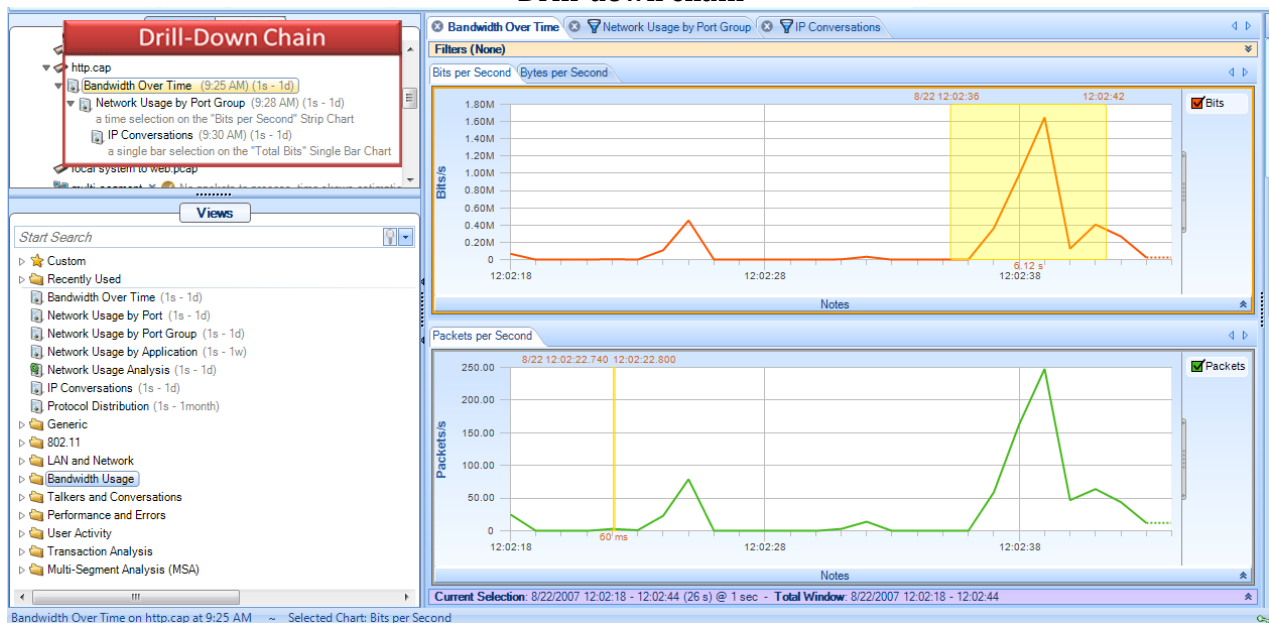 Drill-Down Chain
http.cap
Bandwidth Over Time (9:25 AM) (1s - 1d)
Network Usage by Port Group (9:28 AM) (1s - 1d)
a time selection on the "Bits per Second" Strip Chart
IP Conversations (9:30 AM) (1s - 1d)
a single bar selection on the "Total Bits" Single Bar Chart
local system to web.pcap
Views
Start Search
Custom
Recently Used
Bandwidth Over Time (1s - 1d)
Network Usage by Port (1s - 1d)
Network Usage by Port Group (1s - 1d)
Network Usage by Application (1s - 1w)
Network Usage Analysis (1s - 1d)
IP Conversations (1s - 1d)
Protocol Distribution (1s - 1month)
Generic
802.11
LAN and Network
Bandwidth Usage
Talkers and Conversations
Performance and Errors
User Activity
Transaction Analysis
Multi-Segment Analysis (MSA)
Bandwidth Over Time Network Usage by Port Group IP Conversations
Filters (None)
Bits per Second Bytes per Second
8/22 12:02:36 12:02:42
Bits
Bits/s
1.80M
1.60M
1.40M
1.20M
1.00M
0.80M
0.60M
0.40M
0.20M
0
6.12 s
12:02:18 12:02:28 12:02:38
Notes
Packets per Second
8/22 12:02:22.740 12:02:22.800
Packets
Packets/s
250.00
200.00
150.00
100.00
50.00
0
60 ms
12:02:18 12:02:28 12:02:38
Notes
Current Selection: 8/22/2007 12:02:18 - 12:02:44 (26 s) @ 1 sec - Total Window: 8/22/2007 12:02:18 - 12:02:44
Bandwidth Over Time on http.cap at 9:25 AM ~ Selected Chart: Bits per Second